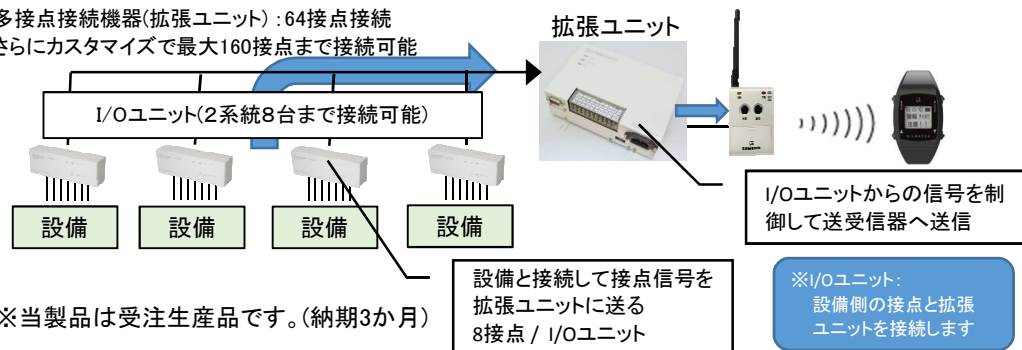 多接点接続機器(拡張ユニット):64接点接続
さらにカスタマイズで最大160接点まで接続可能
拡張ユニット
I/Oユニット(2系統8台まで接続可能)
設備
設備
設備
設備
I/Oユニットからの信号を制
御して送受信器へ送信
設備と接続して接点信号を
拡張ユニットに送る
8接点 / I/Oユニット
※I/Oユニット:
設備側の接点と拡張
ユニットを接続します
※当製品は受注生産品です。(納期3か月)